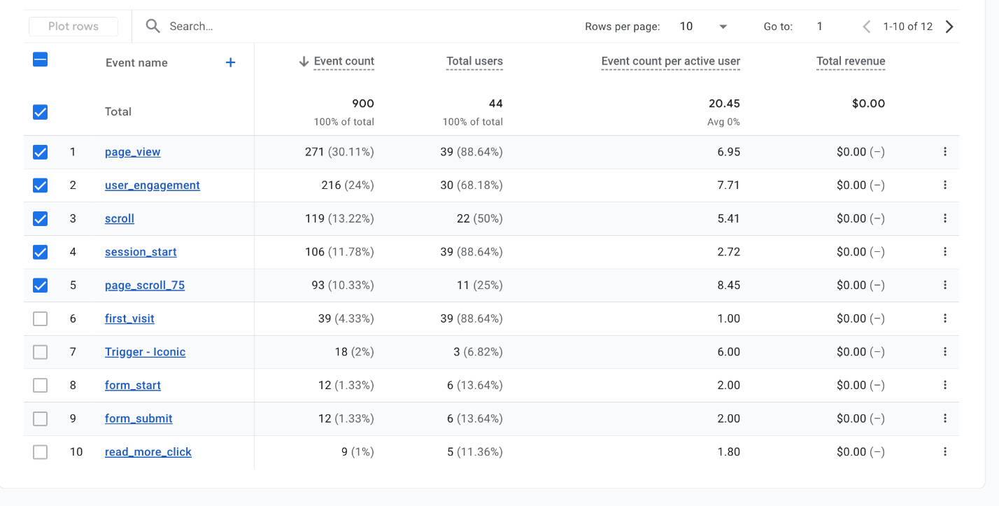 Plot rows Search... Rows per page: 10 Go to: 1 1-10 of 12
Event name + Event count Total users Event count per active user Total revenue
Total 900 44 20.45 $0.00
100% of total 100% of total Avg 0%
1 page_view 271 (30.11%) 39 (88.64%) 6.95 $0.00 (–)
2 user_engagement 216 (24%) 30 (68.18%) 7.71 $0.00 (–)
3 scroll 119 (13.22%) 22 (50%) 5.41 $0.00 (–)
4 session_start 106 (11.78%) 39 (88.64%) 2.72 $0.00 (–)
5 page_scroll_75 93 (10.33%) 11 (25%) 8.45 $0.00 (–)
6 first_visit 39 (4.33%) 39 (88.64%) 1.00 $0.00 (–)
7 Trigger - Iconic 18 (2%) 3 (6.82%) 6.00 $0.00 (–)
8 form_start 12 (1.33%) 6 (13.64%) 2.00 $0.00 (–)
9 form_submit 12 (1.33%) 6 (13.64%) 2.00 $0.00 (–)
10 read_more_click 9 (1%) 5 (11.36%) 1.80 $0.00 (–)